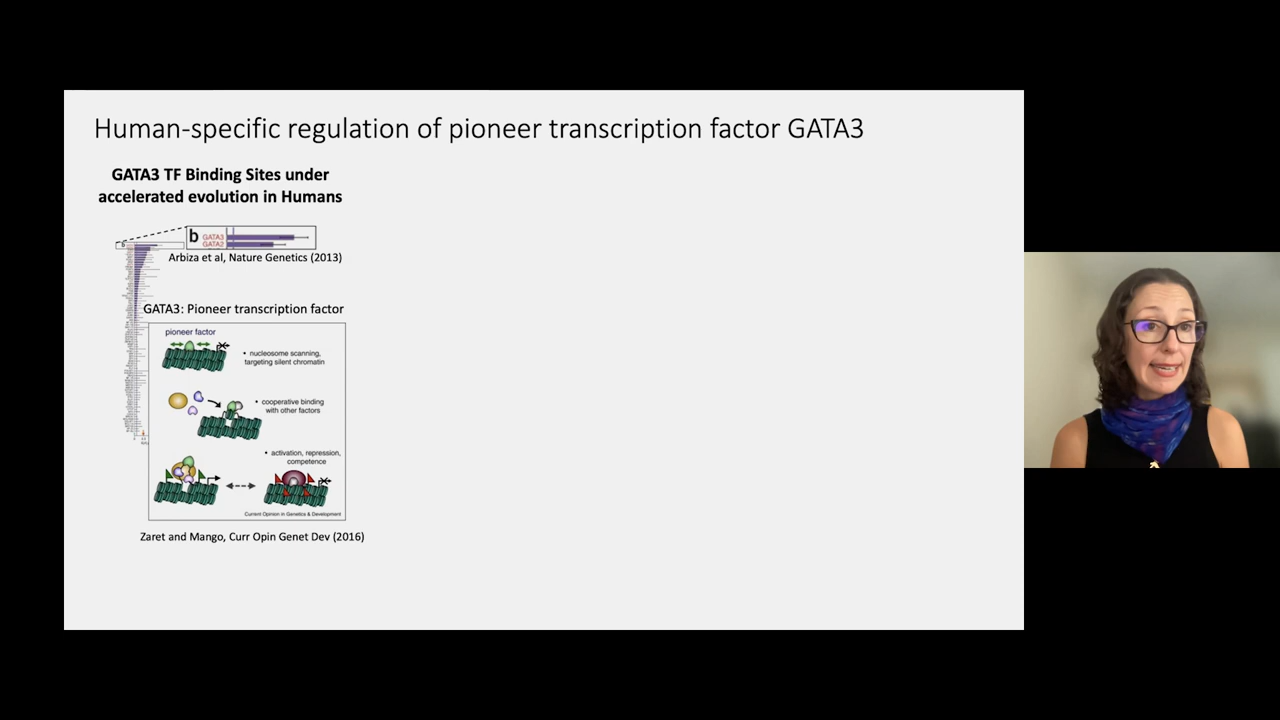 Human-specific regulation of pioneer transcription factor GATA3
GATA3 TF Binding Sites under
accelerated evolution in Humans
b
GATA3
GATA2
Arbiza et al, Nature Genetics (2013)
GATA3: Pioneer transcription factor
pioneer factor
• nucleosome scanning,
targeting silent chromatin
• cooperative binding
with other factors
• activation, repression,
competence
Current Opinion in Genetics & Development
Zaret and Mango, Curr Opin Genet Dev (2016)